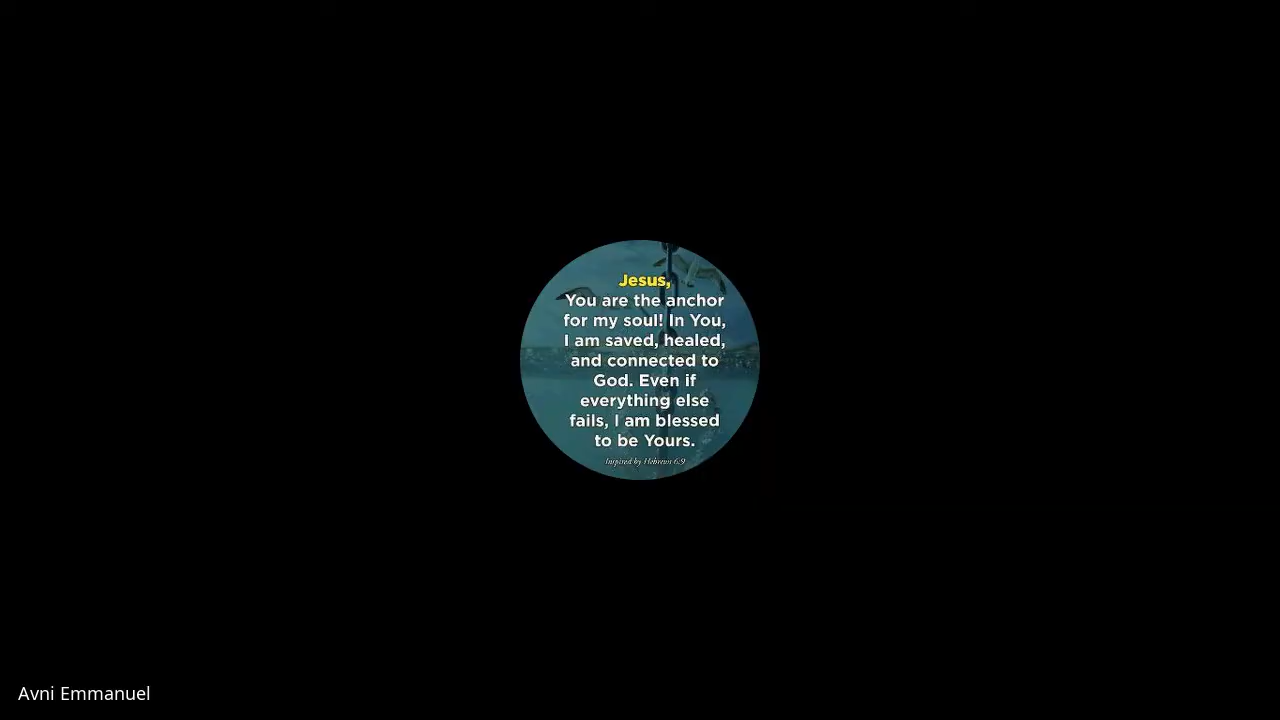 Jesus,
You are the anchor
for my soul! In You,
I am saved, healed,
and connected to
God. Even if
everything else
fails, I am blessed
to be Yours.
Inspired by Hebrews 6:9
Avni Emmanuel